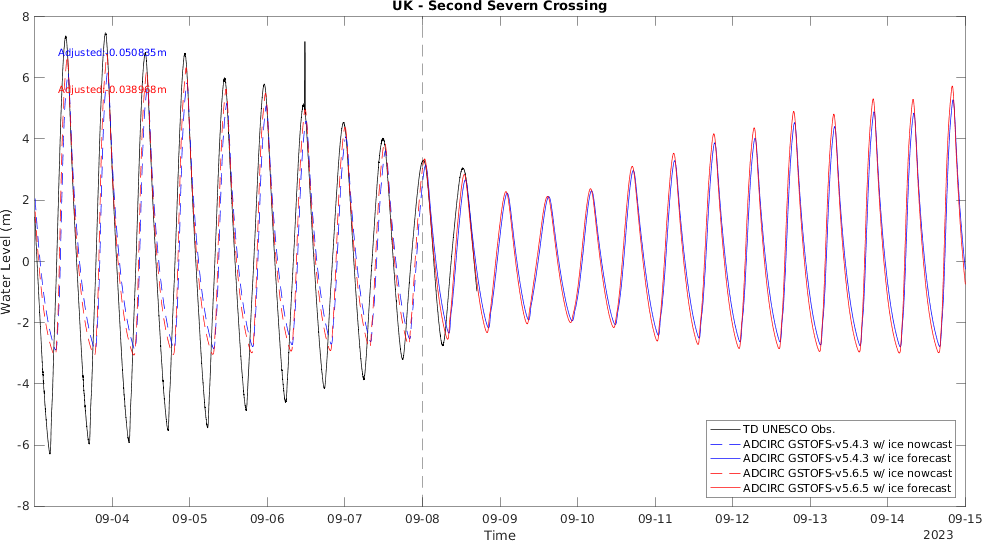 UK - Second Severn Crossing
8
6
4
2
0
-2
-4
-6
-8
Water Level (m)
Adjusted:-0.050835m
Adjusted:-0.038968m
TD UNESCO Obs.
ADCIRC GSTOFS-v5.4.3 w/ ice nowcast
ADCIRC GSTOFS-v5.4.3 w/ ice forecast
ADCIRC GSTOFS-v5.6.5 w/ ice nowcast
ADCIRC GSTOFS-v5.6.5 w/ ice forecast
09-04 09-05 09-06 09-07 09-08 09-09 09-10 09-11 09-12 09-13 09-14 09-15
Time
2023